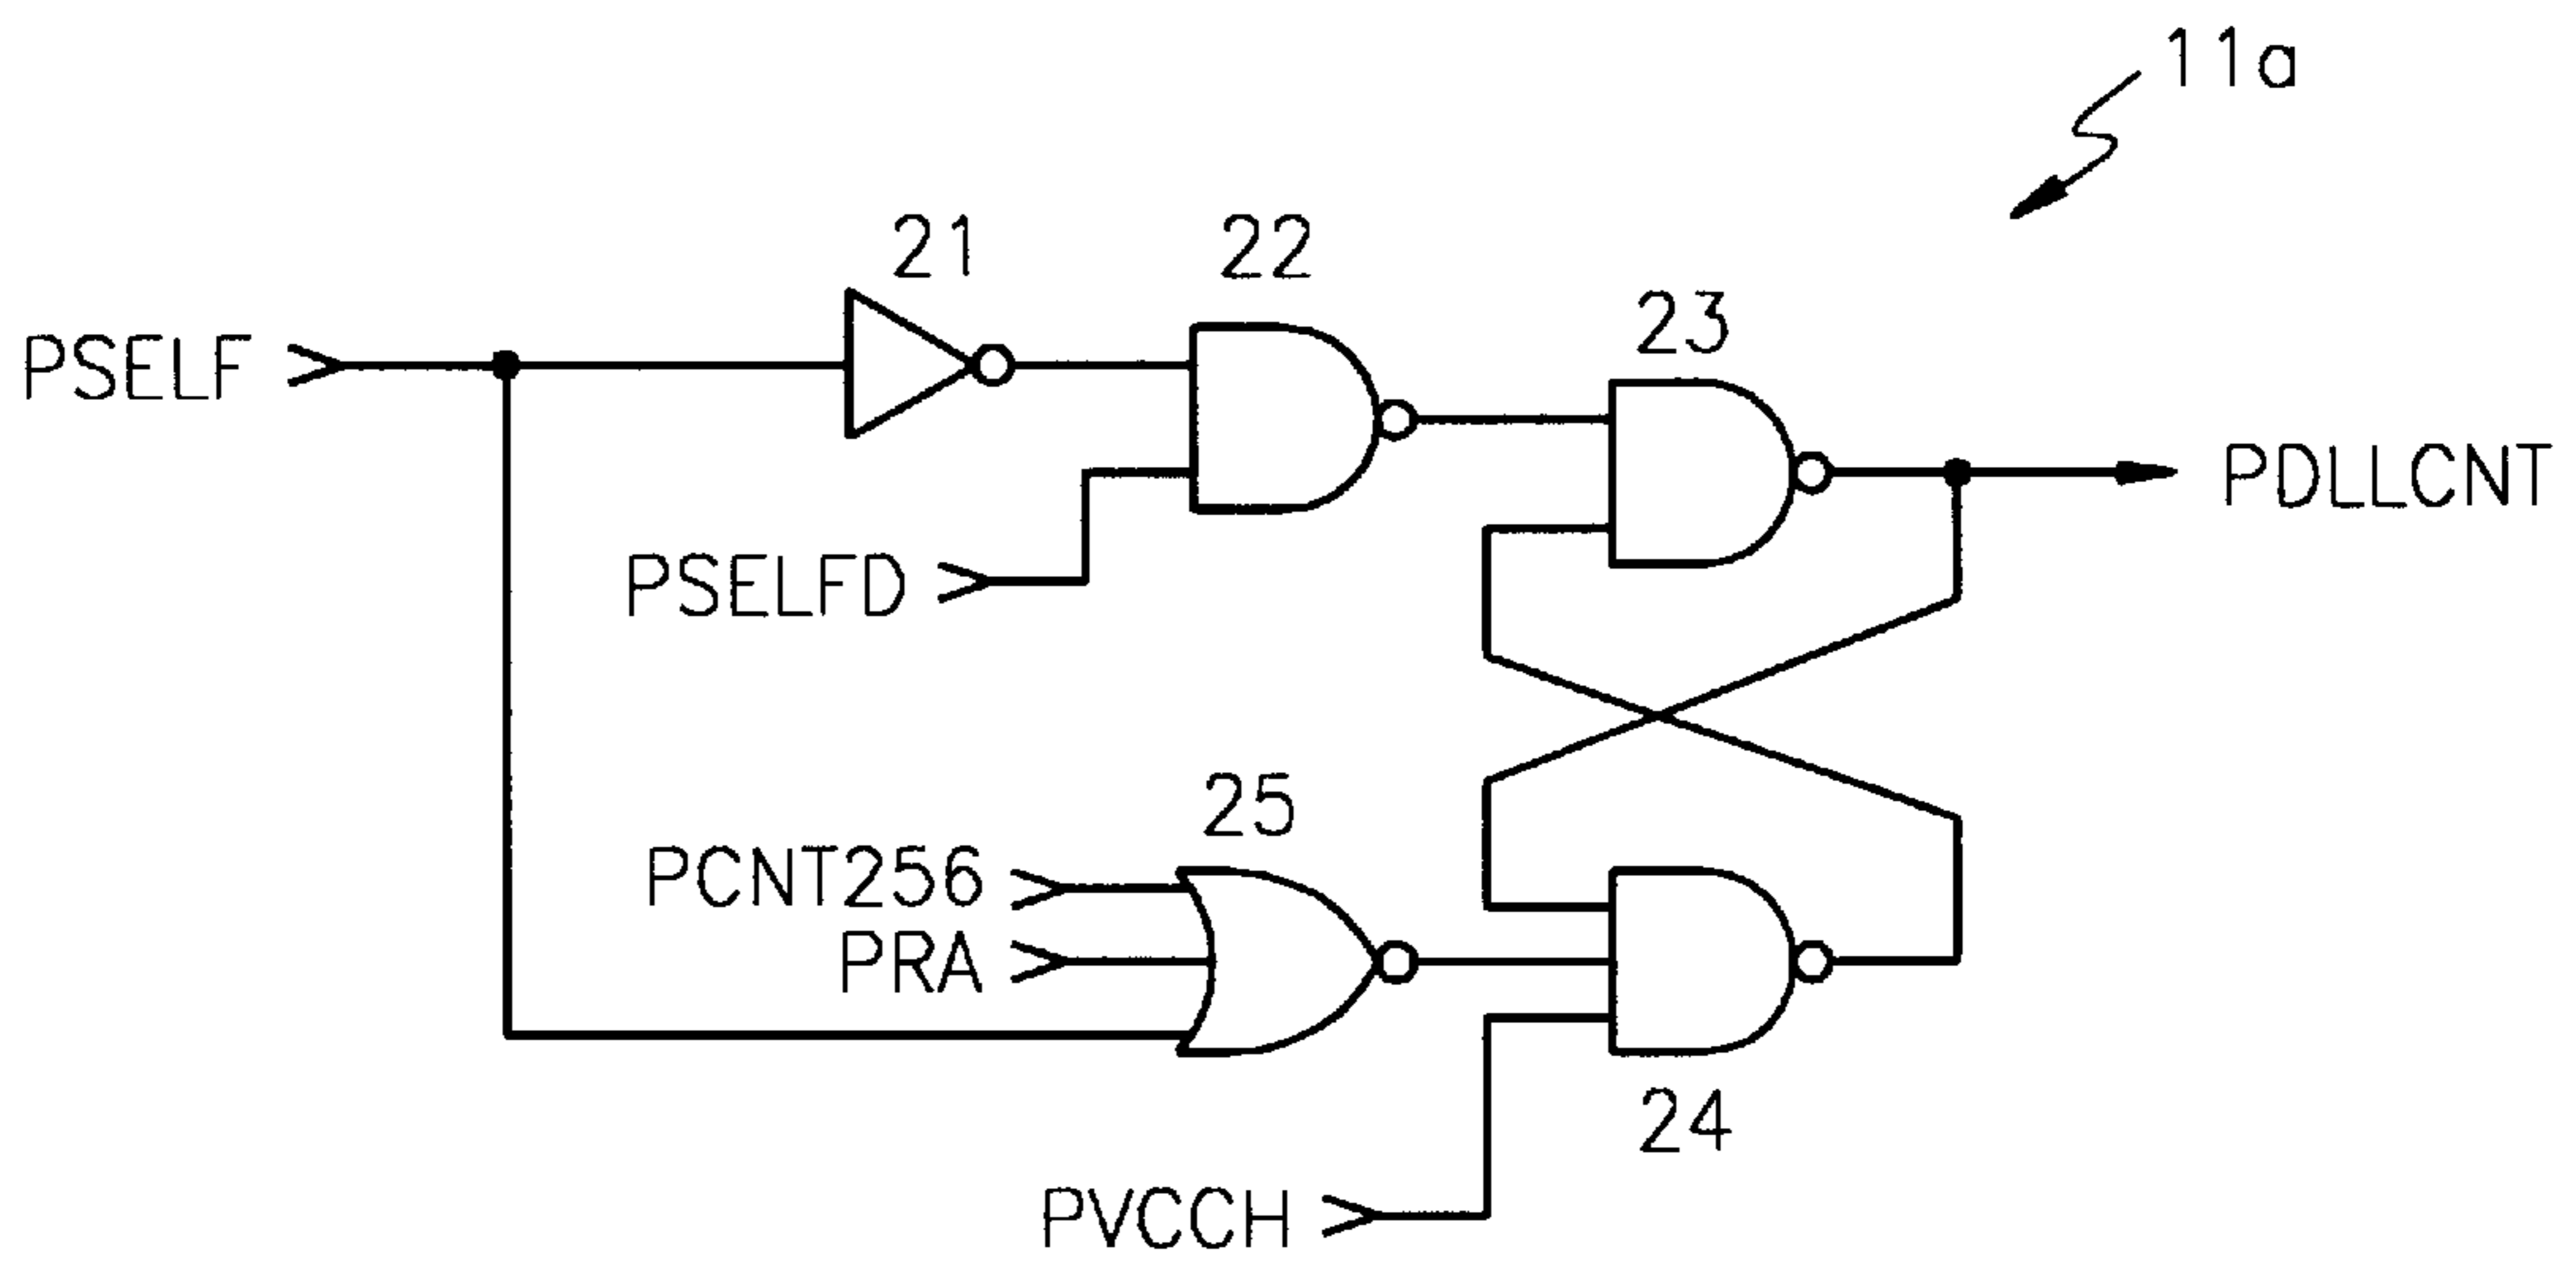 11a
21
22
23
PSELF
PDLLCNT
PSELFD
25
PCNT256
PRA
24
PVCCH